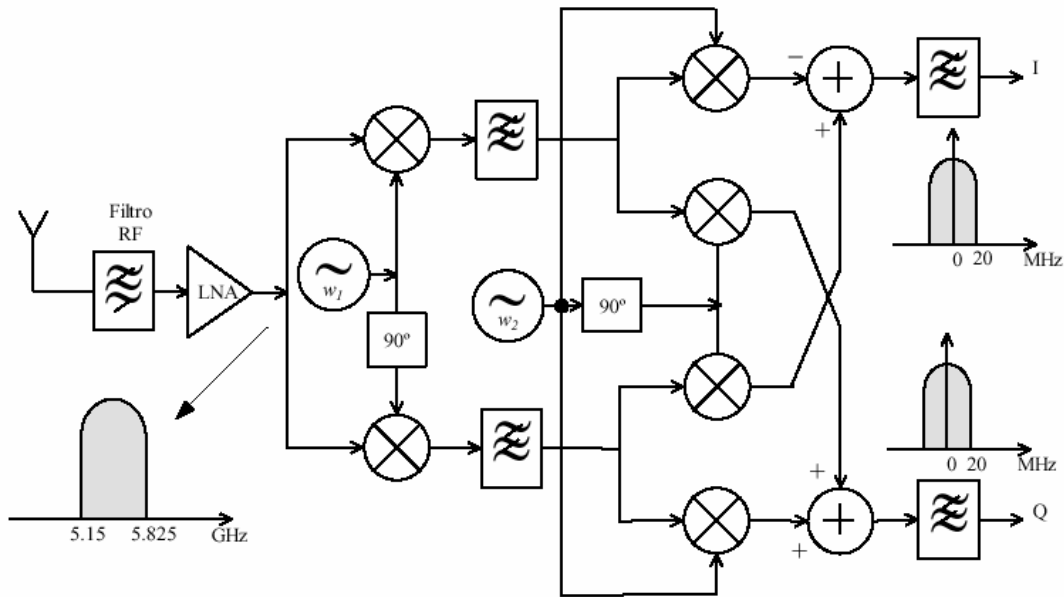 I
−
+
Filtro
RF
LNA
w1
90º
w2
90º
0 20 MHz
5.15 5.825 GHz
0 20 MHz
+
+
Q